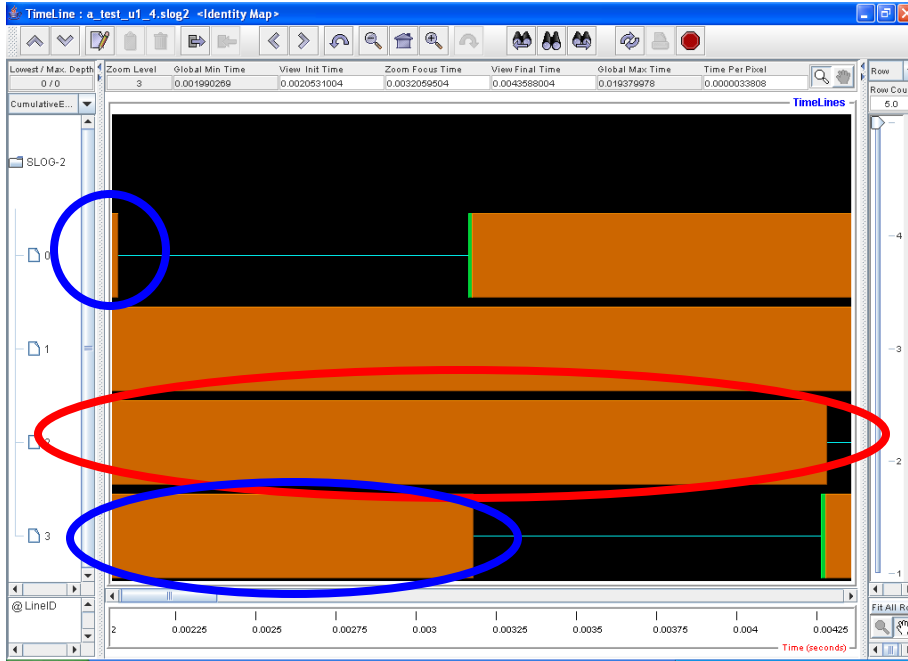 TimeLine : a_test_u1_4.slog2 <Identity Map>
Lowest / Max. Depth Zoom Level Global Min Time View Init Time Zoom Focus Time View Final Time Global Max Time Time Per Pixel Row
0 / 0 3 0.001990269 0.0020531004 0.0032059504 0.0043588004 0.019379978 0.0000033808
Row Cou
CumulativeE... 5.0
TimeLines
SLOG-2
0
4
1
3
2
3
1
@ LineID
Fit All Ro
2 0.00225 0.0025 0.00275 0.003 0.00325 0.0035 0.00375 0.004 0.00425
Time (seconds)